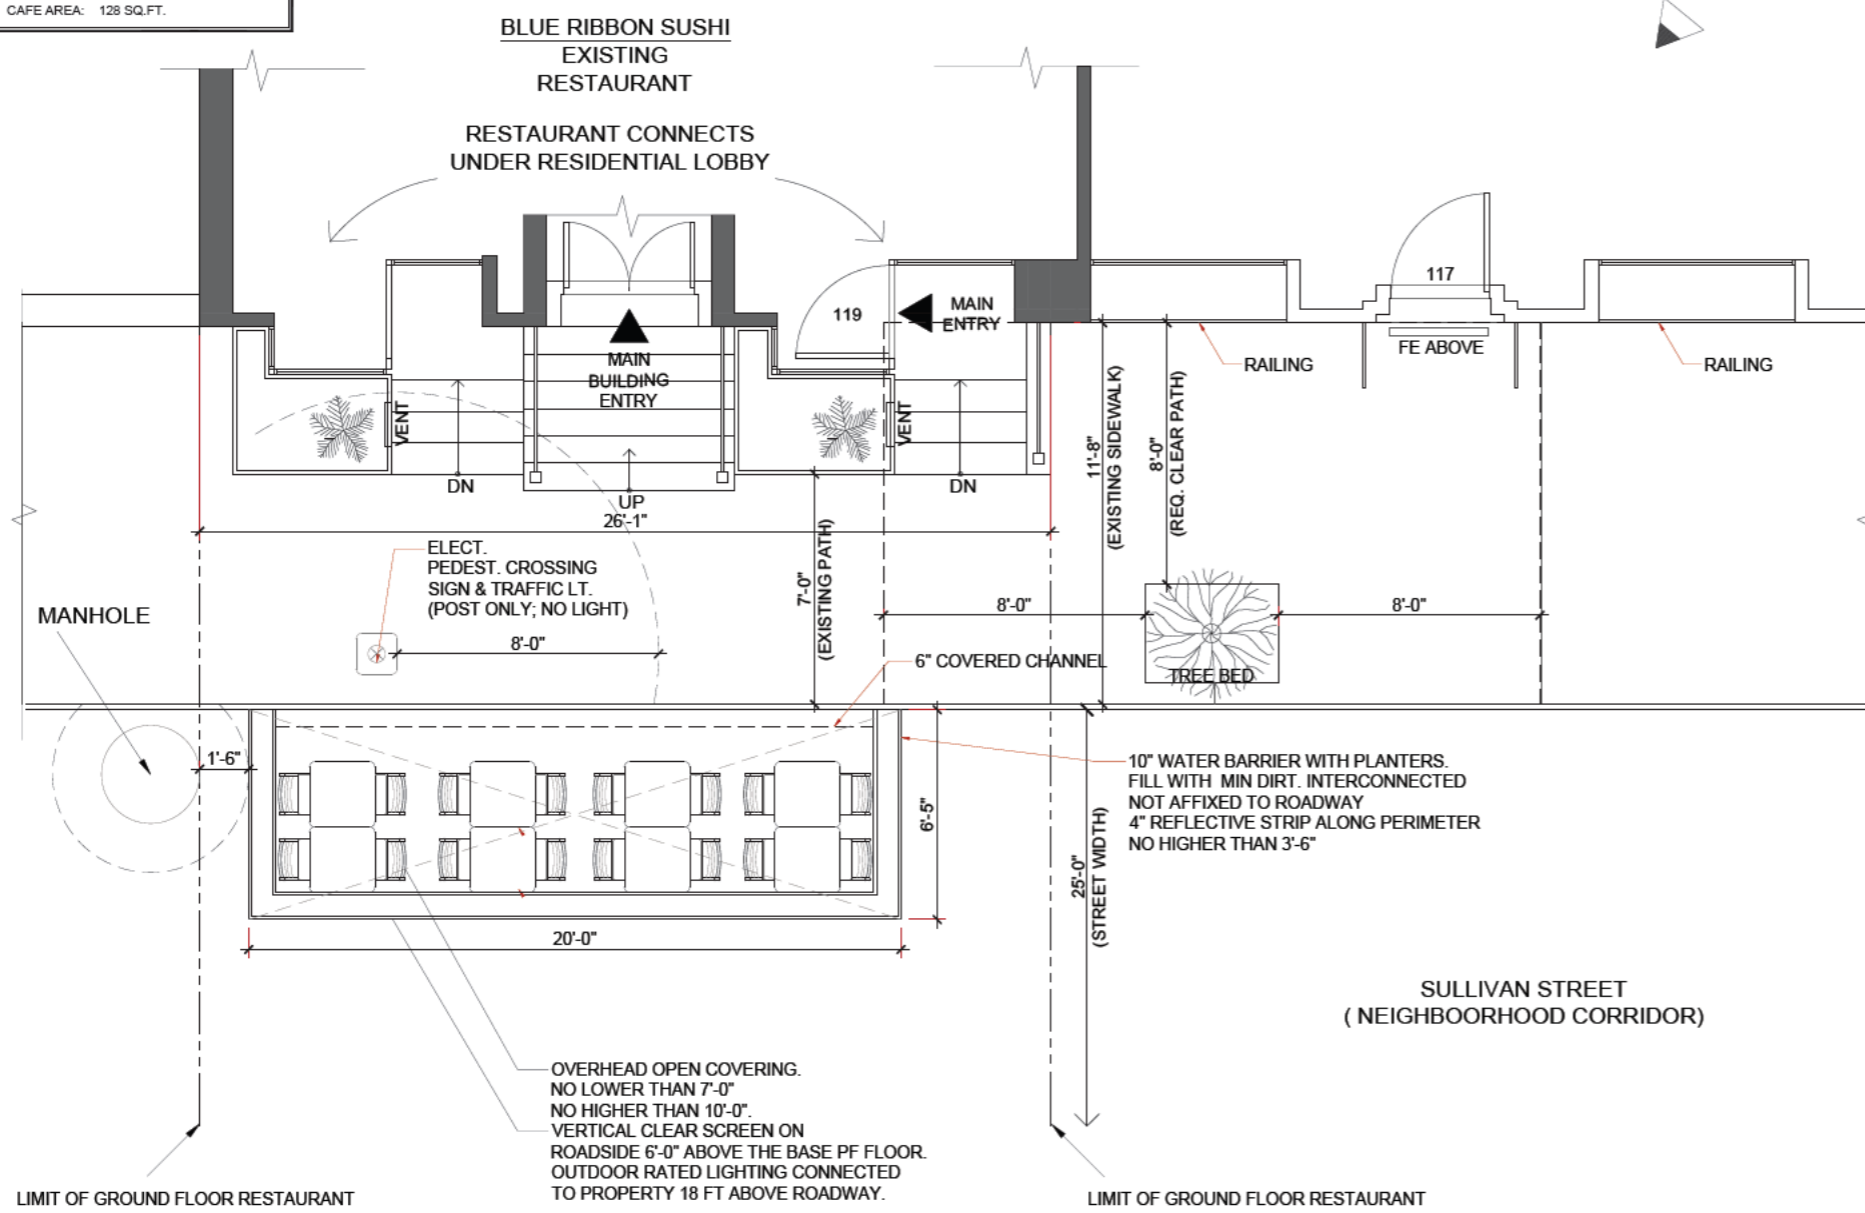 CAFE AREA: 128 SQ.FT.
BLUE RIBBON SUSHI
EXISTING
RESTAURANT
RESTAURANT CONNECTS
UNDER RESIDENTIAL LOBBY
119
MAIN
ENTRY
117
MAIN
BUILDING
ENTRY
FE ABOVE
RAILING
RAILING
VENT
VENT
11'-8"
(EXISTING SIDEWALK)
8'-0"
(REQ. CLEAR PATH)
DN
UP
DN
26'-1"
ELECT.
PEDEST. CROSSING
SIGN & TRAFFIC LT.
(POST ONLY; NO LIGHT)
7'-0"
(EXISTING PATH)
MANHOLE
8'-0"
8'-0"
8'-0"
6" COVERED CHANNEL
TREE BED
1'-6"
6'-5"
10" WATER BARRIER WITH PLANTERS.
FILL WITH MIN DIRT. INTERCONNECTED
NOT AFFIXED TO ROADWAY
4" REFLECTIVE STRIP ALONG PERIMETER
NO HIGHER THAN 3'-6"
25'-0"
(STREET WIDTH)
20'-0"
SULLIVAN STREET
( NEIGHBOORHOOD CORRIDOR)
OVERHEAD OPEN COVERING.
NO LOWER THAN 7'-0"
NO HIGHER THAN 10'-0".
VERTICAL CLEAR SCREEN ON
ROADSIDE 6'-0" ABOVE THE BASE PF FLOOR.
OUTDOOR RATED LIGHTING CONNECTED
TO PROPERTY 18 FT ABOVE ROADWAY.
LIMIT OF GROUND FLOOR RESTAURANT
LIMIT OF GROUND FLOOR RESTAURANT